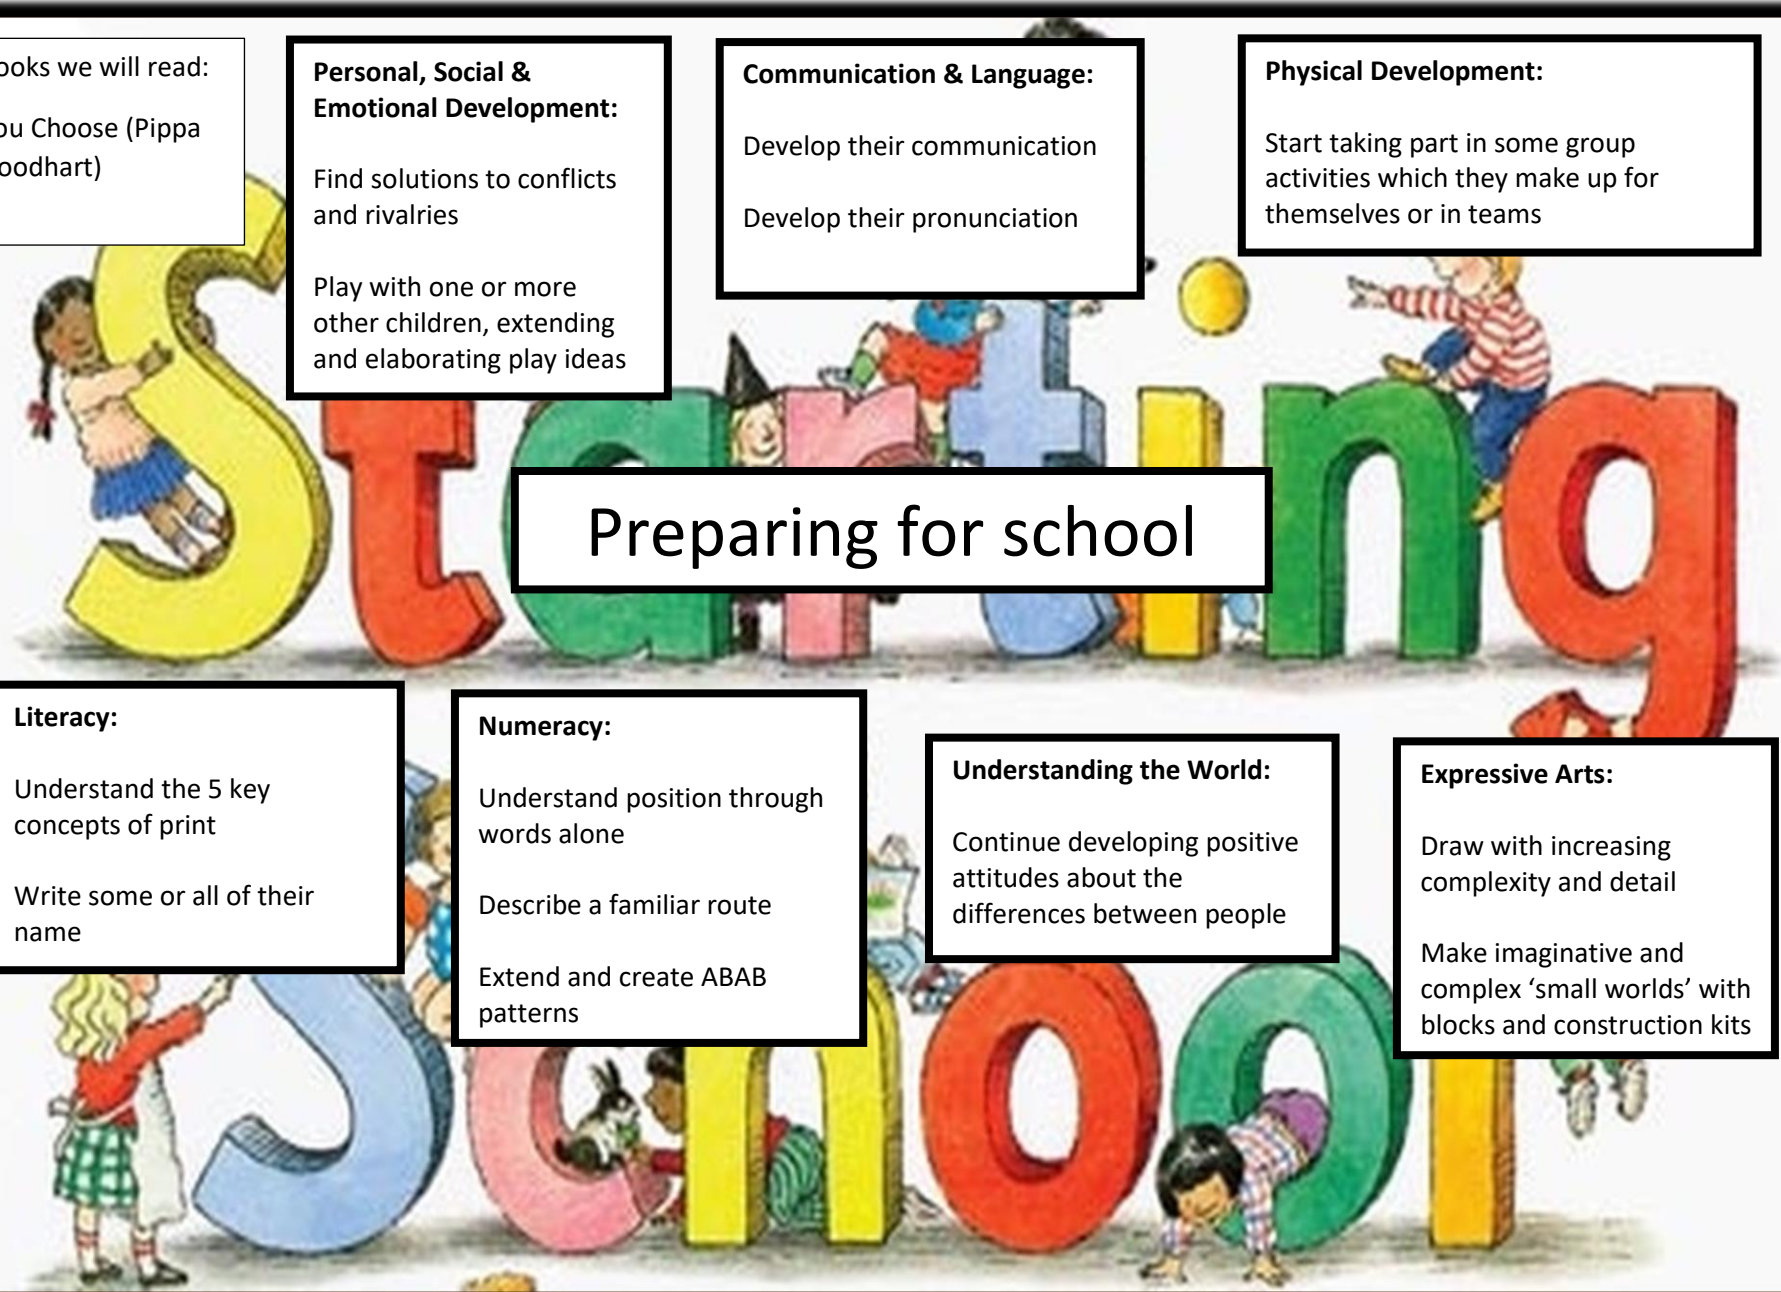 ooks we will read:
ou Choose (Pippa
oodhart)
Personal, Social &
Emotional Development:
Find solutions to conflicts
and rivalries
Play with one or more
other children, extending
and elaborating play ideas
Communication & Language:
Develop their communication
Develop their pronunciation
Physical Development:
Start taking part in some group
activities which they make up for
themselves or in teams
Starting
Preparing for school
Literacy:
Understand the 5 key
concepts of print
Write some or all of their
name
Numeracy:
Understand position through
words alone
Describe a familiar route
Extend and create ABAB
patterns
Understanding the World:
Continue developing positive
attitudes about the
differences between people
Expressive Arts:
Draw with increasing
complexity and detail
Make imaginative and
complex ‘small worlds’ with
blocks and construction kits
School